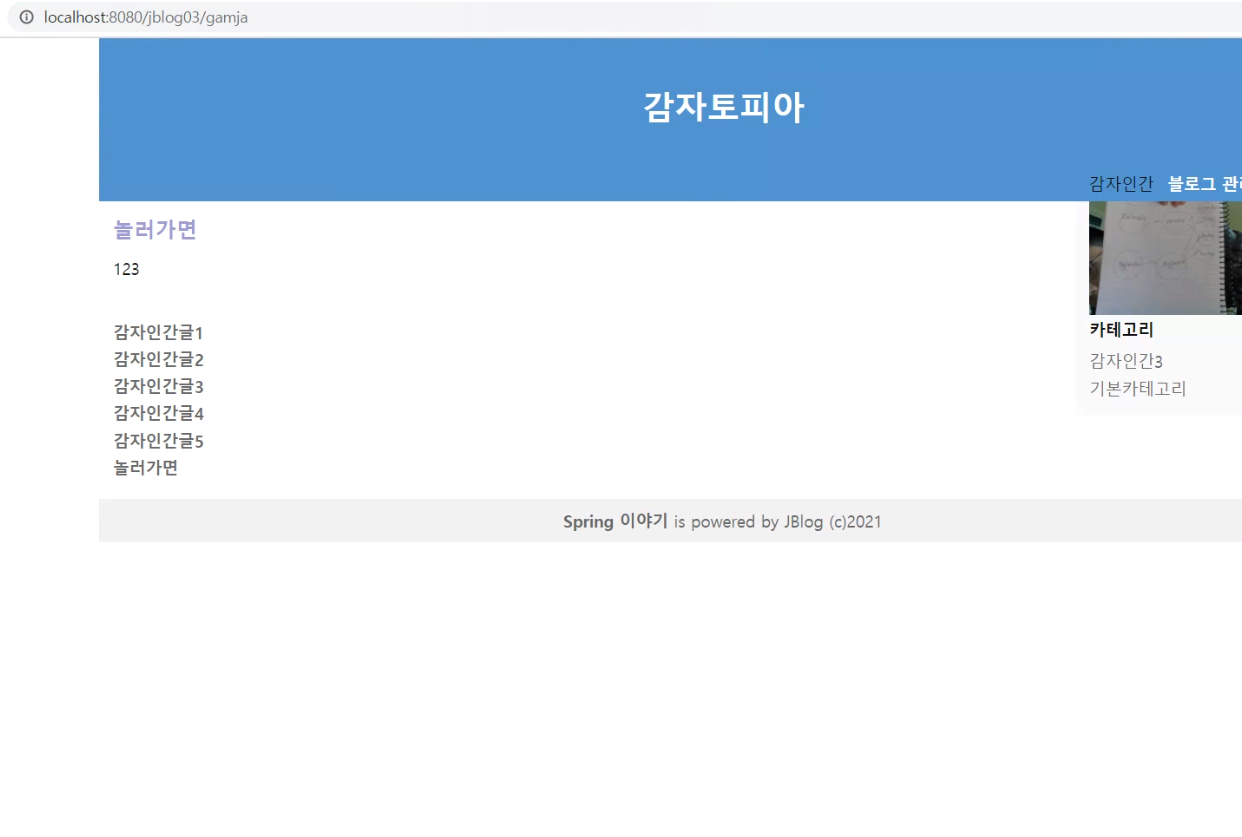 localhost:8080/jblog03/gamja
감자토피아
감자인간 블로그
놀러가면
123
감자인간글1
감자인간글2
감자인간글3
감자인간글4
감자인간글5
놀러가면
카테고리
감자인간3
기본카테고리
Spring 이야기 is powered by JBlog (c)2021